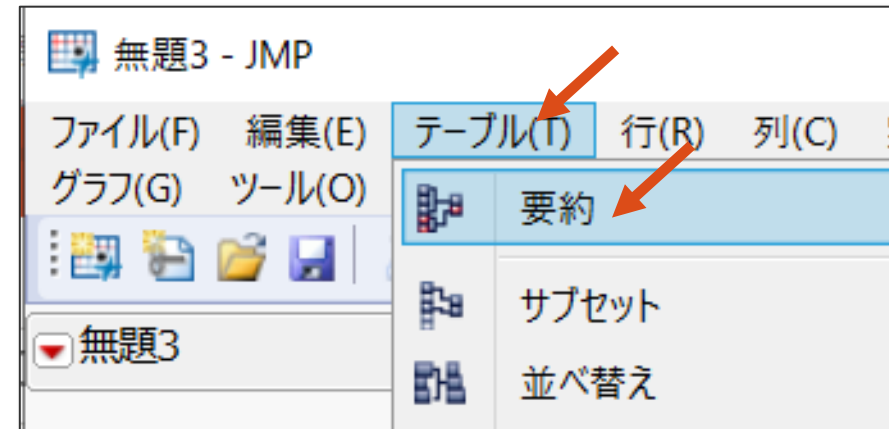 無題3 - JMP
ファイル(F) 編集(E) テーブル(T) 行(R) 列(C)
グラフ(G) ツール(O)
要約
サブセット
無題3
並べ替え